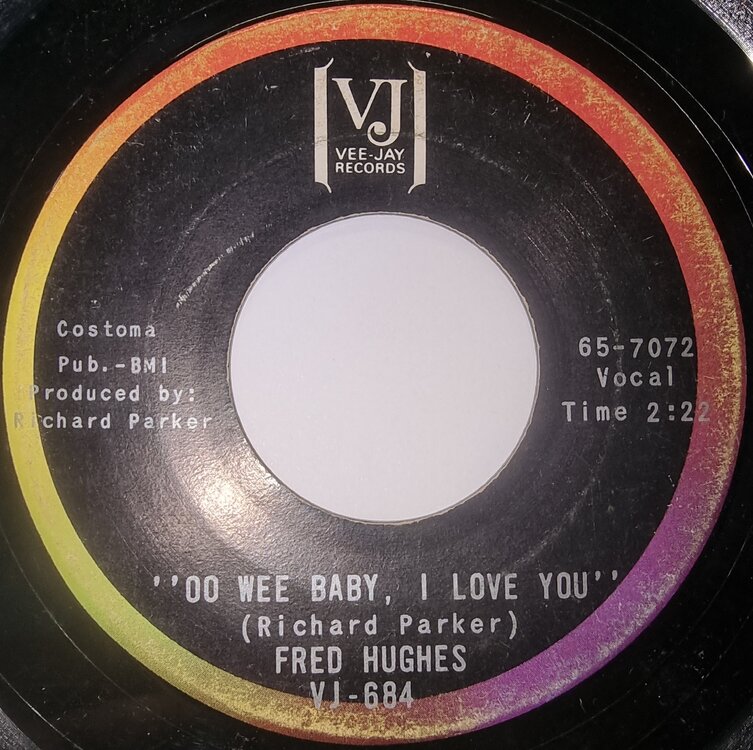 VJ
VEE-JAY
RECORDS
Costoma
Pub.-BMI
Produced by:
Richard Parker
65-7072
Vocal
Time 2:22
''OO WEE BABY, I LOVE YOU''
(Richard Parker)
FRED HUGHES
VJ-684